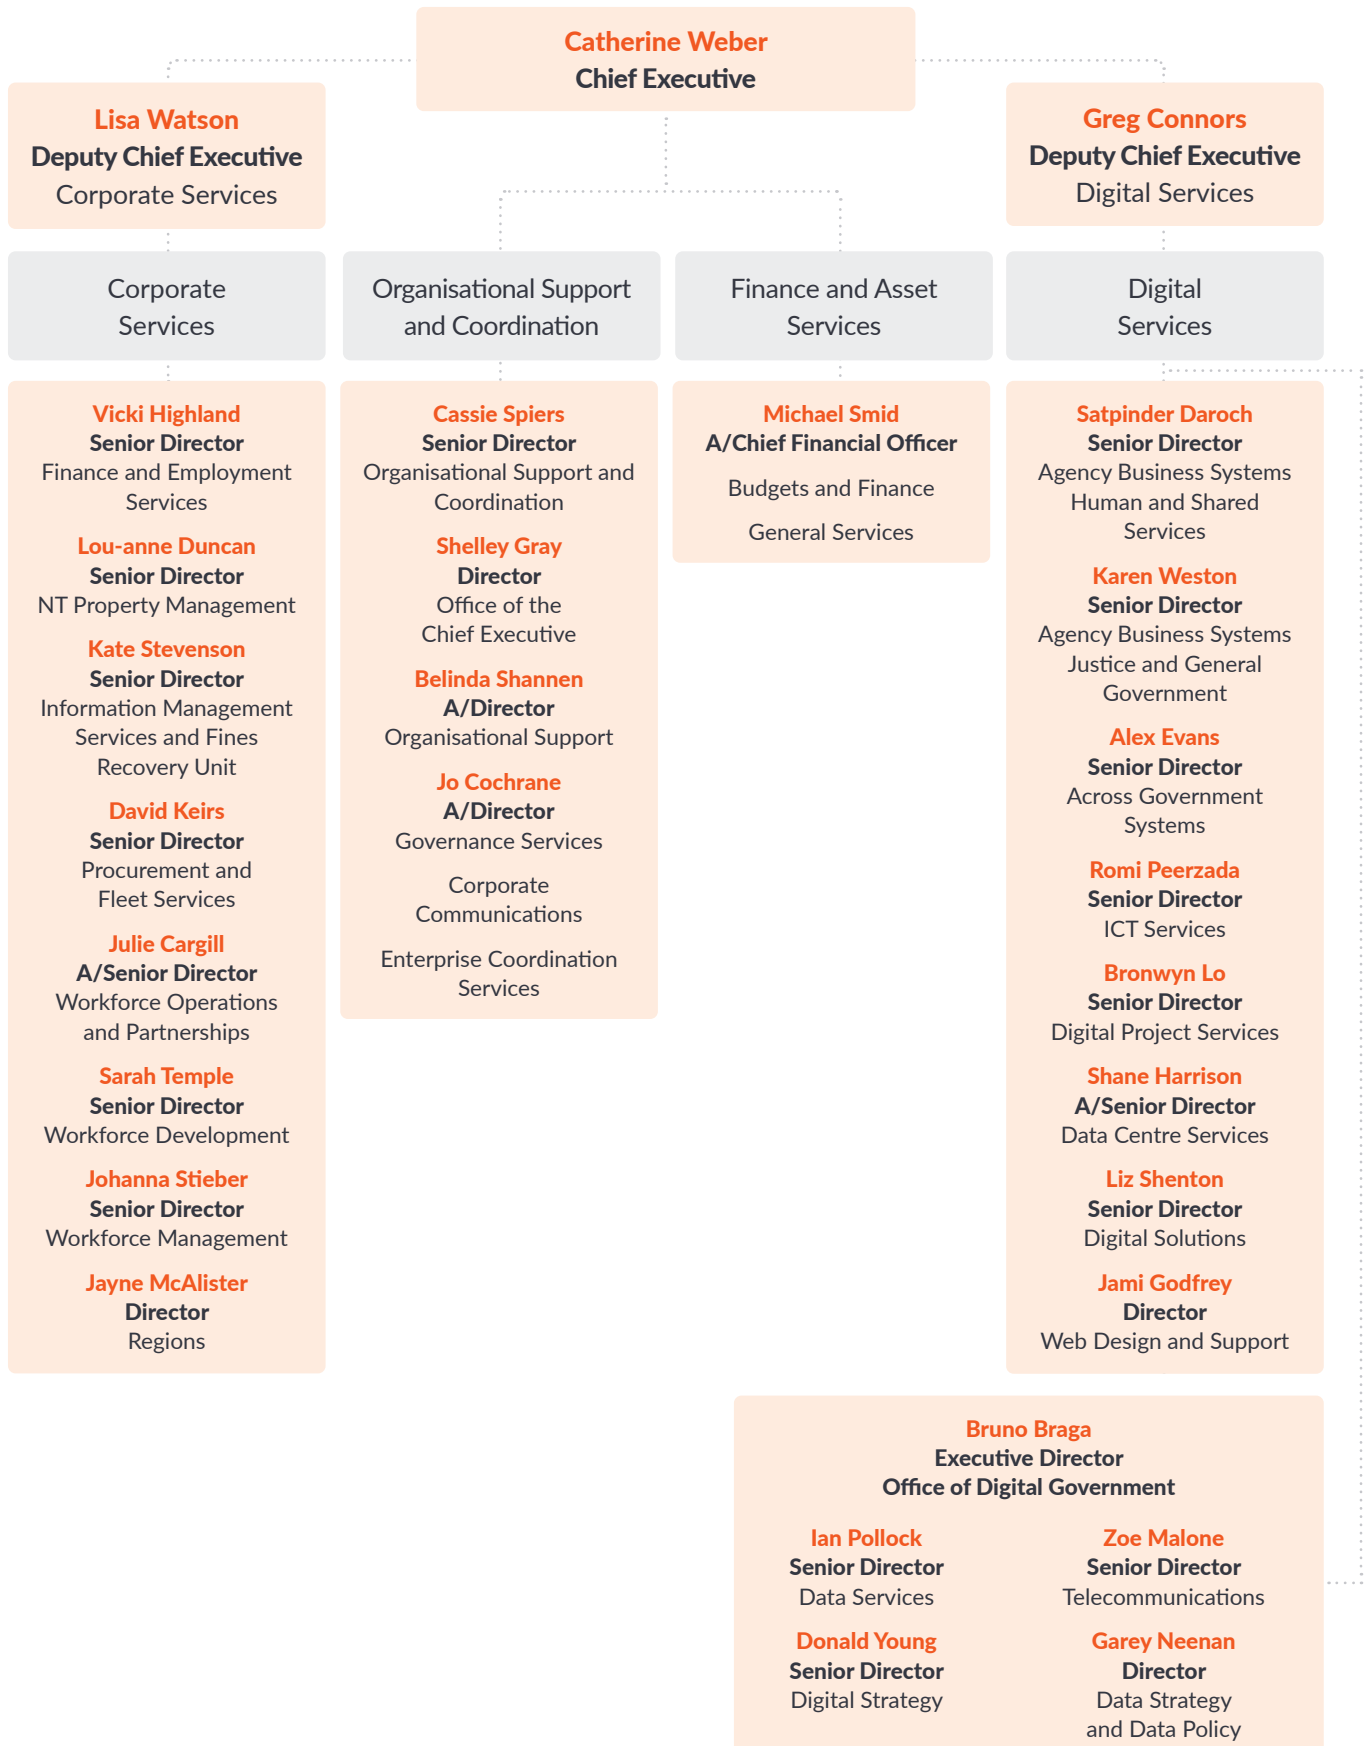 Catherine Weber
Chief Executive
Lisa Watson
Deputy Chief Executive
Corporate Services
Greg Connors
Deputy Chief Executive
Digital Services
Corporate
Services
Organisational Support
and Coordination
Finance and Asset
Services
Digital
Services
Vicki Highland
Senior Director
Finance and Employment
Services
Lou-anne Duncan
Senior Director
NT Property Management
Kate Stevenson
Senior Director
Information Management
Services and Fines
Recovery Unit
David Keirs
Senior Director
Procurement and
Fleet Services
Julie Cargill
A/Senior Director
Workforce Operations
and Partnerships
Sarah Temple
Senior Director
Workforce Development
Johanna Stieber
Senior Director
Workforce Management
Jayne McAlister
Director
Regions
Cassie Spiers
Senior Director
Organisational Support and
Coordination
Shelley Gray
Director
Office of the
Chief Executive
Belinda Shannen
A/Director
Organisational Support
Jo Cochrane
A/Director
Governance Services
Corporate
Communications
Enterprise Coordination
Services
Michael Smid
A/Chief Financial Officer
Budgets and Finance
General Services
Satpinder Daroch
Senior Director
Agency Business Systems
Human and Shared
Services
Karen Weston
Senior Director
Agency Business Systems
Justice and General
Government
Alex Evans
Senior Director
Across Government
Systems
Romi Peerzada
Senior Director
ICT Services
Bronwyn Lo
Senior Director
Digital Project Services
Shane Harrison
A/Senior Director
Data Centre Services
Liz Shenton
Senior Director
Digital Solutions
Jami Godfrey
Director
Web Design and Support
Bruno Braga
Executive Director
Office of Digital Government
Ian Pollock
Senior Director
Data Services
Donald Young
Senior Director
Digital Strategy
Zoe Malone
Senior Director
Telecommunications
Garey Neenan
Director
Data Strategy
and Data Policy